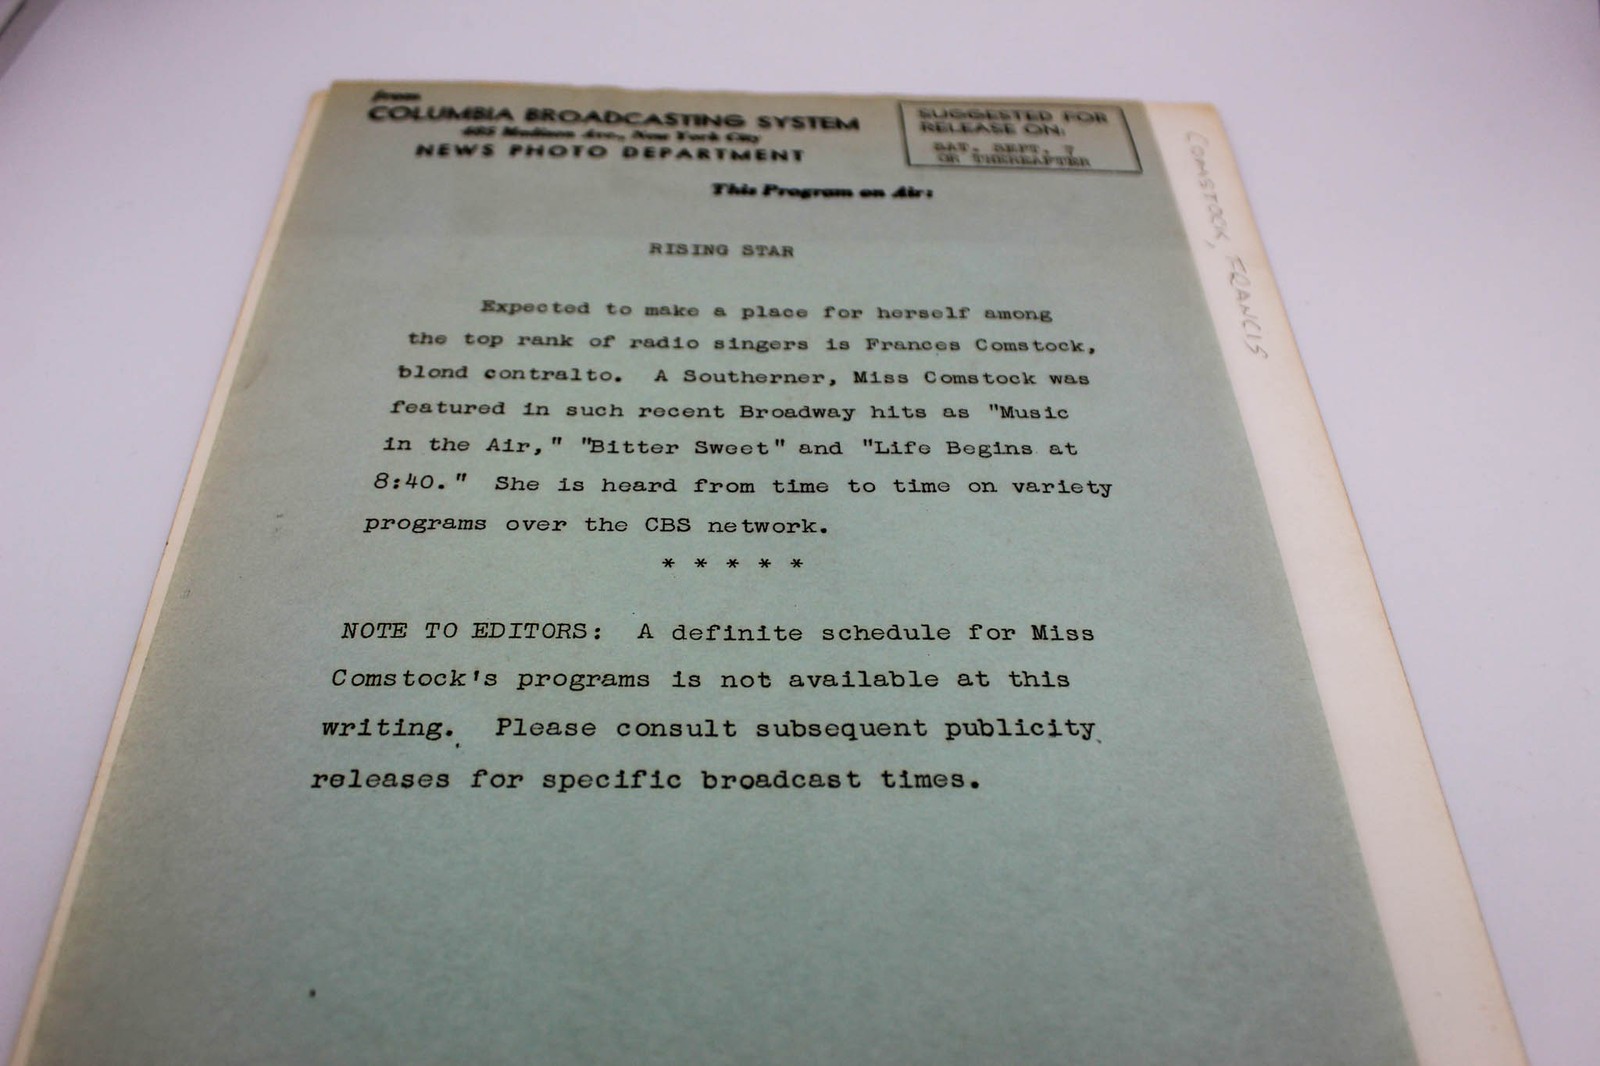 from
COLUMBIA BROADCASTING SYSTEM
485 Madison Ave., New York City
NEWS PHOTO DEPARTMENT
SUGGESTED FOR
RELEASE ON:
SAT. SEPT. 7
OR THEREAFTER
This Program on Air:
COMSTOCK, FRANCIS
RISING STAR
Expected to make a place for herself among
the top rank of radio singers is Frances Comstock,
blond contralto. A Southerner, Miss Comstock was
featured in such recent Broadway hits as "Music
in the Air," "Bitter Sweet" and "Life Begins at
8:40." She is heard from time to time on variety
programs over the CBS network.
* * * * *
NOTE TO EDITORS: A definite schedule for Miss
Comstock's programs is not available at this
writing. Please consult subsequent publicity
releases for specific broadcast times.